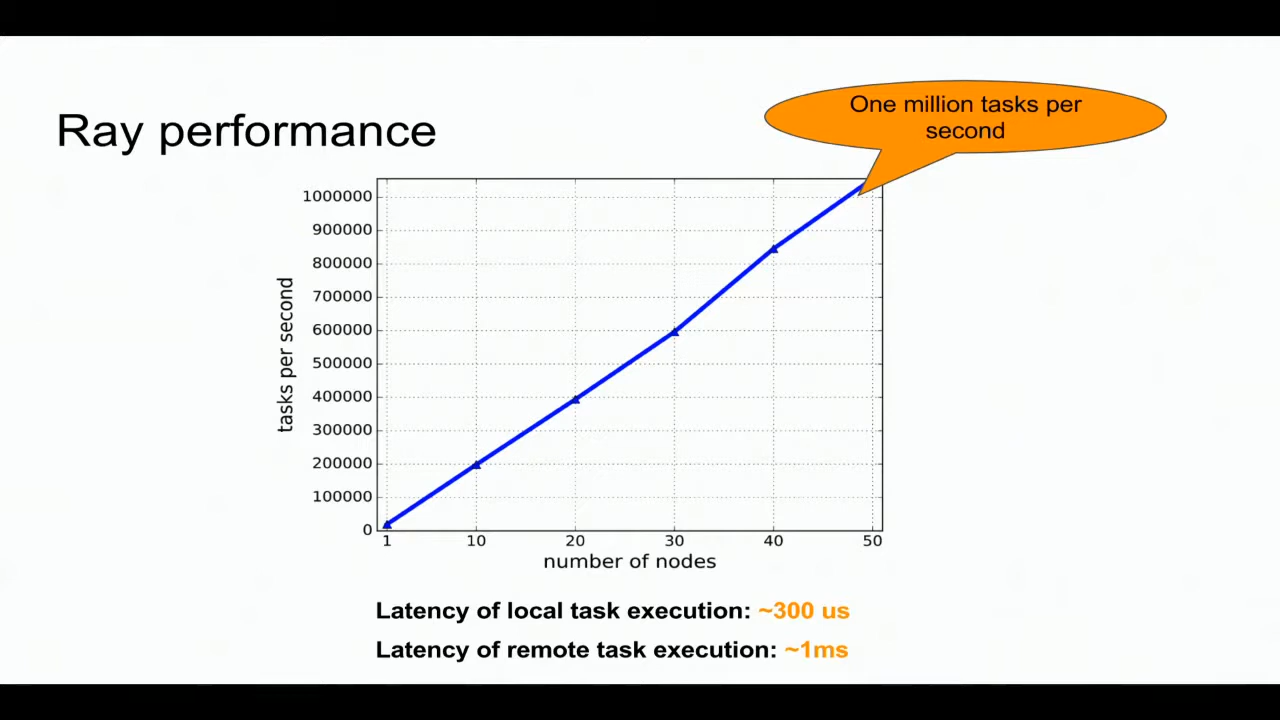 One million tasks per
second
Ray performance
1000000
900000
800000
700000
600000
500000
400000
300000
200000
100000
0
tasks per second
1 10 20 30 40 50
number of nodes
Latency of local task execution: ~300 us
Latency of remote task execution: ~1ms